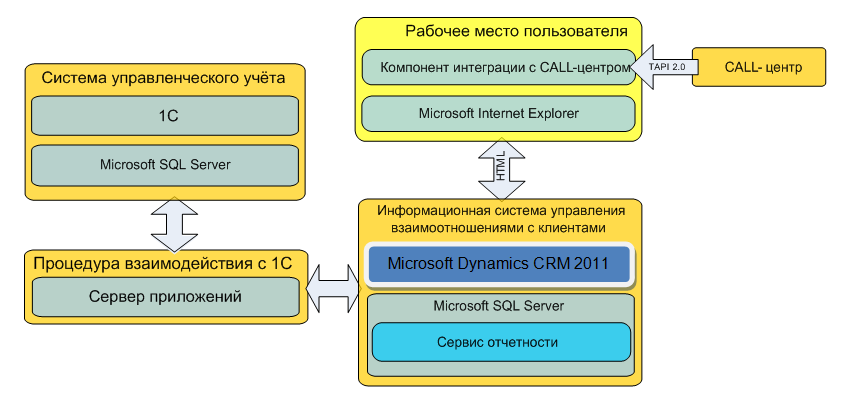 Рабочее место пользователя
Компонент интеграции с CALL-центром
TAPI 2.0
CALL- центр
Microsoft Internet Explorer
Система управленческого учёта
1С
Microsoft SQL Server
HTML
Информационная система управления
взаимоотношениями с клиентами
Microsoft Dynamics CRM 2011
Microsoft SQL Server
Сервис отчетности
Процедура взаимодействия с 1С
Сервер приложений